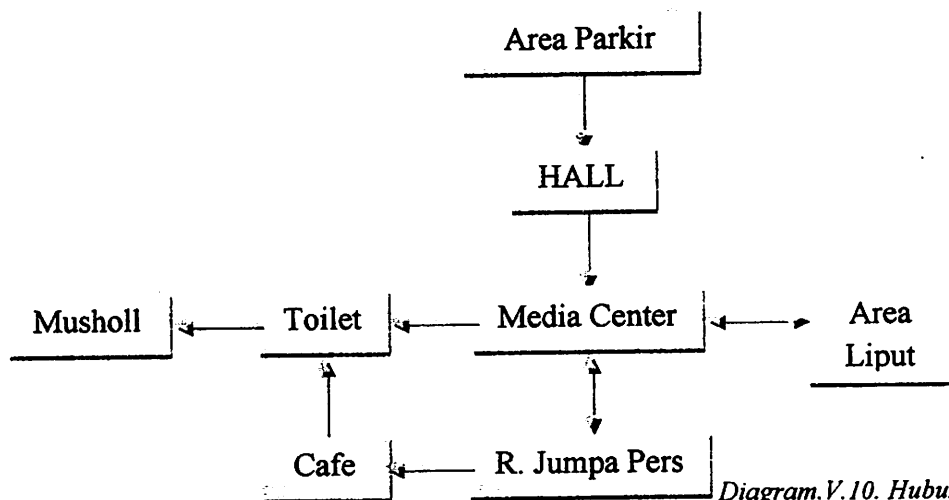 Area Parkir
HALL
Musholl
Toilet
Media Center
Area
Liput
Cafe
R. Jumpa Pers
Diagram.V.10. Hubu